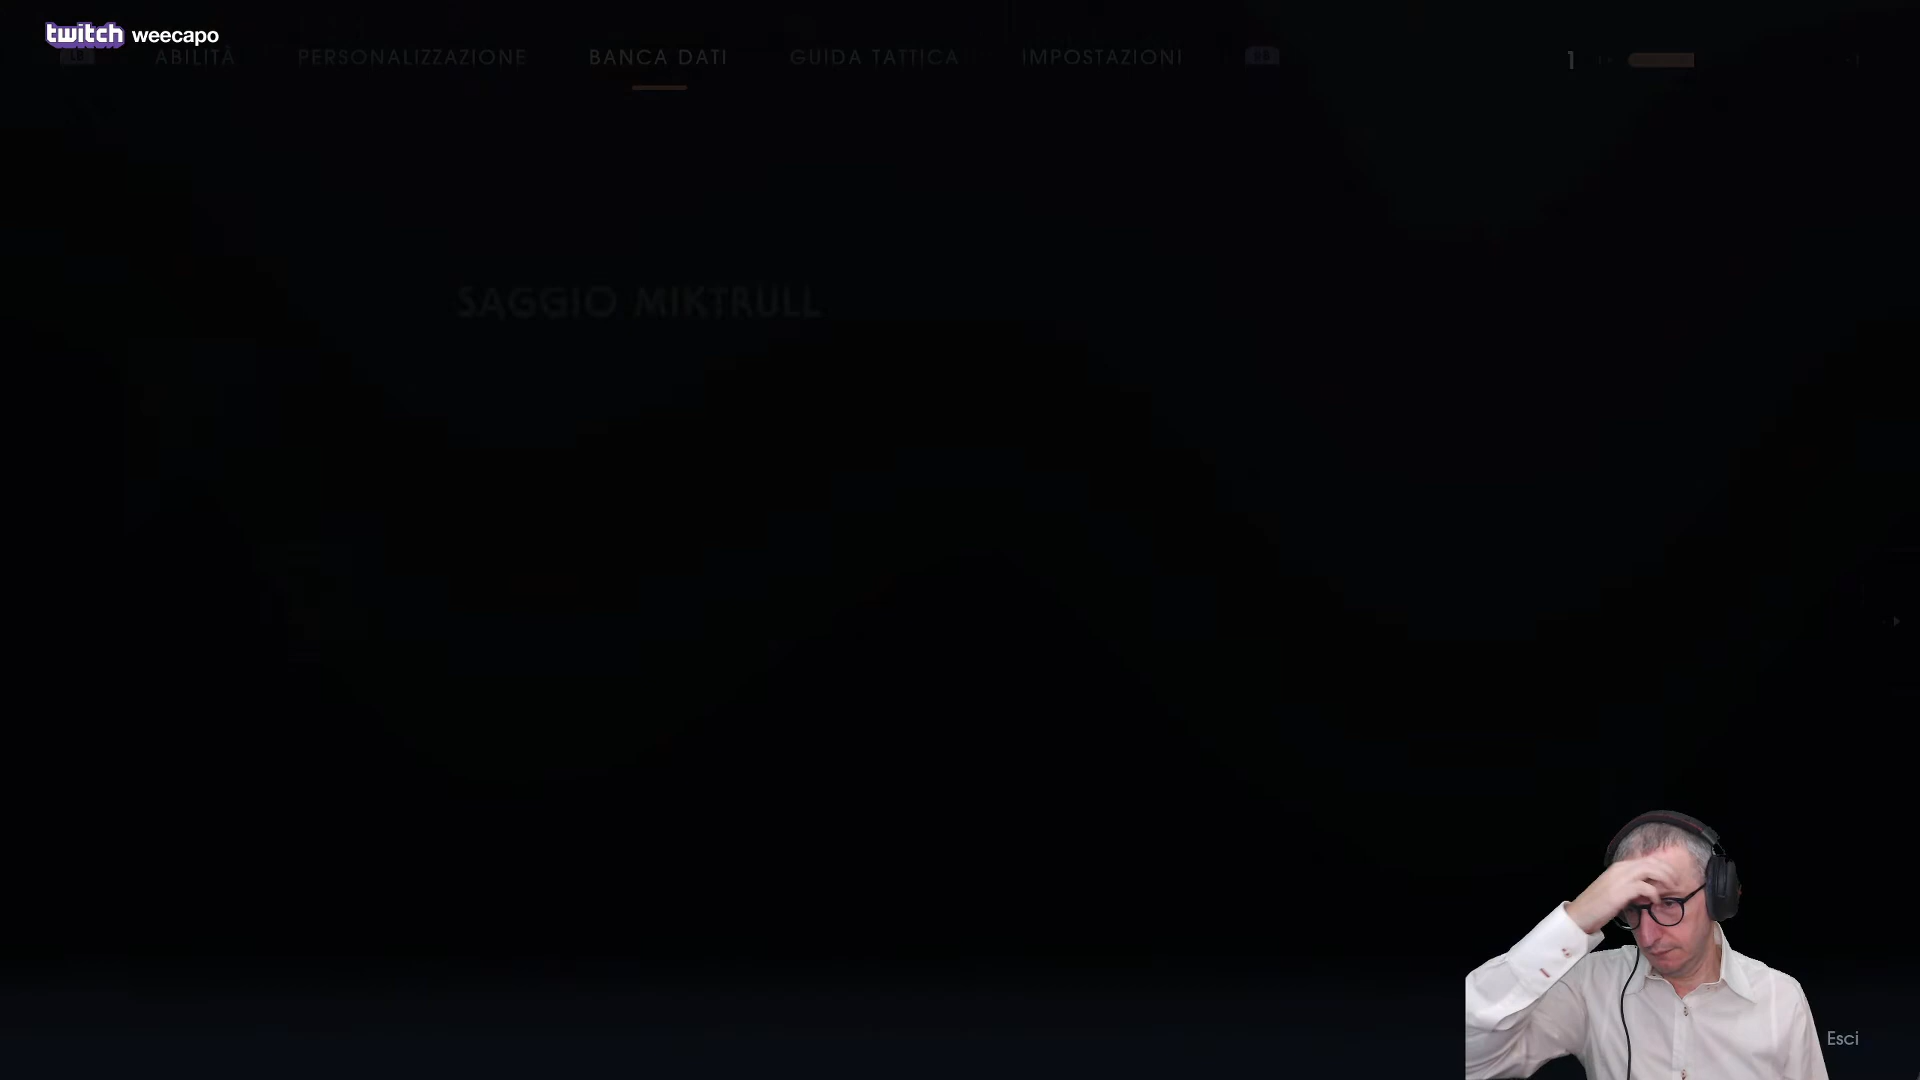 twitch weecapo
ABILITÀ PERSONALIZZAZIONE BANCA DATI GUIDA TATTICA IMPOSTAZIONI 1
SAGGIO MIKTRULL
Esci